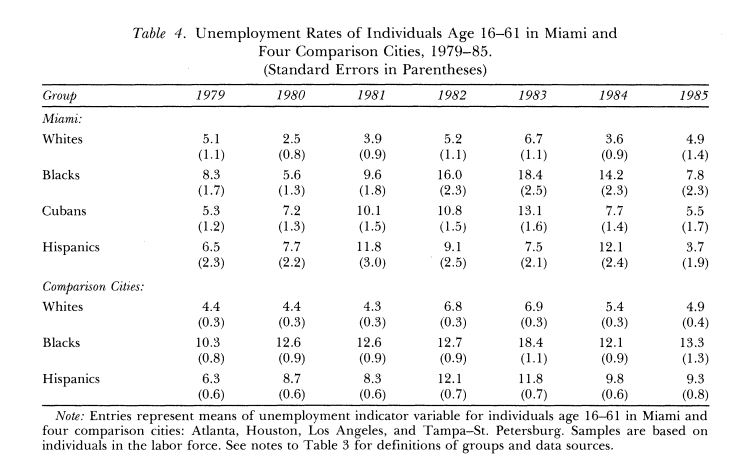 Table 4. Unemployment Rates of Individuals Age 16–61 in Miami and
Four Comparison Cities, 1979–85.
(Standard Errors in Parentheses)
Group 1979 1980 1981 1982 1983 1984 1985
Miami:
Whites 5.1 2.5 3.9 5.2 6.7 3.6 4.9
(1.1) (0.8) (0.9) (1.1) (1.1) (0.9) (1.4)
Blacks 8.3 5.6 9.6 16.0 18.4 14.2 7.8
(1.7) (1.3) (1.8) (2.3) (2.5) (2.3) (2.3)
Cubans 5.3 7.2 10.1 10.8 13.1 7.7 5.5
(1.2) (1.3) (1.5) (1.5) (1.6) (1.4) (1.7)
Hispanics 6.5 7.7 11.8 9.1 7.5 12.1 3.7
(2.3) (2.2) (3.0) (2.5) (2.1) (2.4) (1.9)
Comparison Cities:
Whites 4.4 4.4 4.3 6.8 6.9 5.4 4.9
(0.3) (0.3) (0.3) (0.3) (0.3) (0.3) (0.4)
Blacks 10.3 12.6 12.6 12.7 18.4 12.1 13.3
(0.8) (0.9) (0.9) (0.9) (1.1) (0.9) (1.3)
Hispanics 6.3 8.7 8.3 12.1 11.8 9.8 9.3
(0.6) (0.6) (0.6) (0.7) (0.7) (0.6) (0.8)
Note: Entries represent means of unemployment indicator variable for individuals age 16–61 in Miami and
four comparison cities: Atlanta, Houston, Los Angeles, and Tampa–St. Petersburg. Samples are based on
individuals in the labor force. See notes to Table 3 for definitions of groups and data sources.